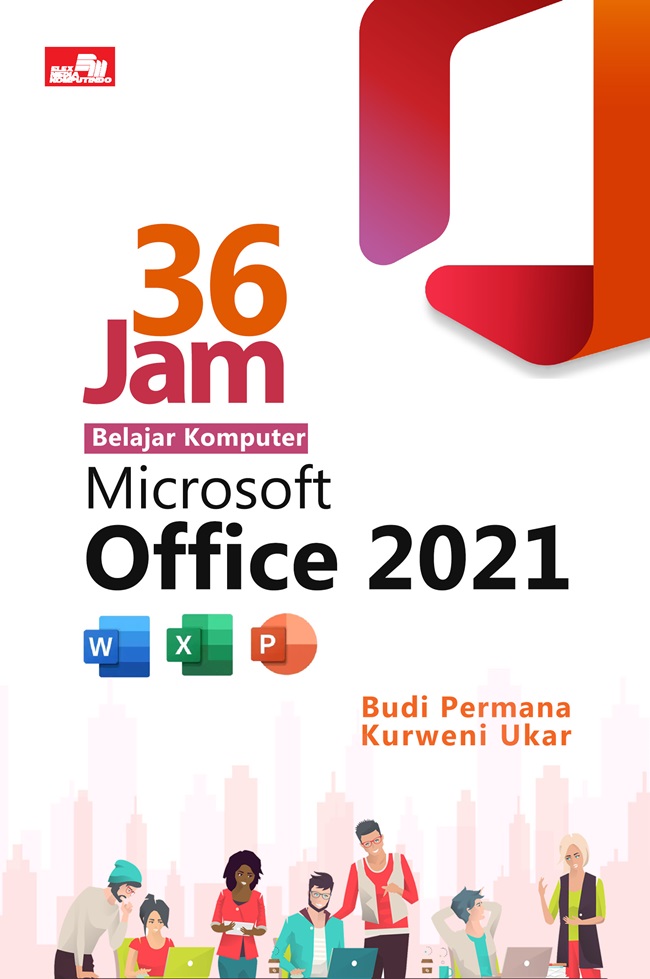 ELEX
MEDIA
KOMPUTINDO
36
Jam
Belajar Komputer
Microsoft
Office 2021
W X P
Budi Permana
Kurweni Ukar